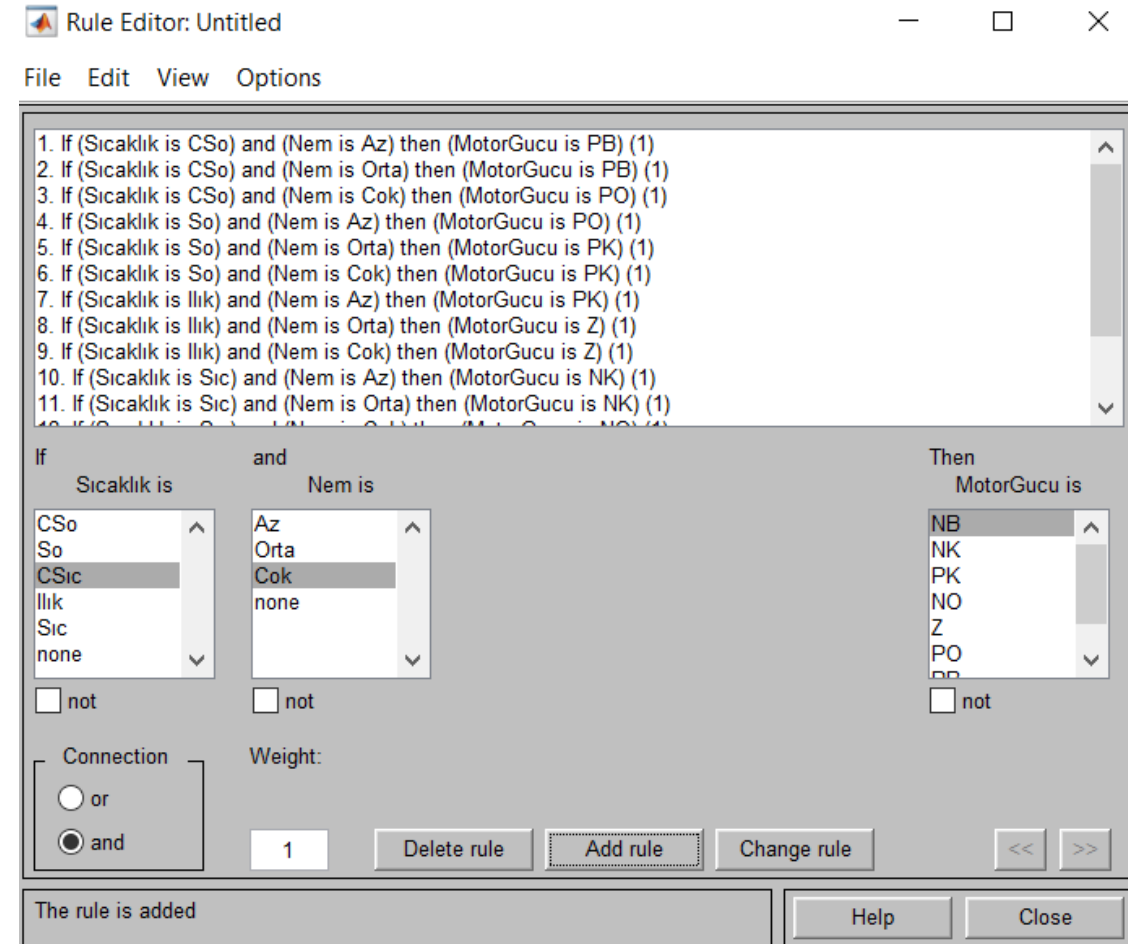 Rule Editor: Untitled
File Edit View Options
1. If (Sıcaklık is CSo) and (Nem is Az) then (MotorGucu is PB) (1)
2. If (Sıcaklık is CSo) and (Nem is Orta) then (MotorGucu is PB) (1)
3. If (Sıcaklık is CSo) and (Nem is Cok) then (MotorGucu is PO) (1)
4. If (Sıcaklık is So) and (Nem is Az) then (MotorGucu is PO) (1)
5. If (Sıcaklık is So) and (Nem is Orta) then (MotorGucu is PK) (1)
6. If (Sıcaklık is So) and (Nem is Cok) then (MotorGucu is PK) (1)
7. If (Sıcaklık is Ilık) and (Nem is Az) then (MotorGucu is PK) (1)
8. If (Sıcaklık is Ilık) and (Nem is Orta) then (MotorGucu is Z) (1)
9. If (Sıcaklık is Ilık) and (Nem is Cok) then (MotorGucu is Z) (1)
10. If (Sıcaklık is Sıc) and (Nem is Az) then (MotorGucu is NK) (1)
11. If (Sıcaklık is Sıc) and (Nem is Orta) then (MotorGucu is NK) (1)
If and Then
Sıcaklık is Nem is MotorGucu is
CSo Az NB
So Orta NK
CSıc Cok PK
Ilık none NO
Sıc Z
none PO
not not not
Connection Weight:
or
and 1 Delete rule Add rule Change rule << >>
The rule is added Help Close